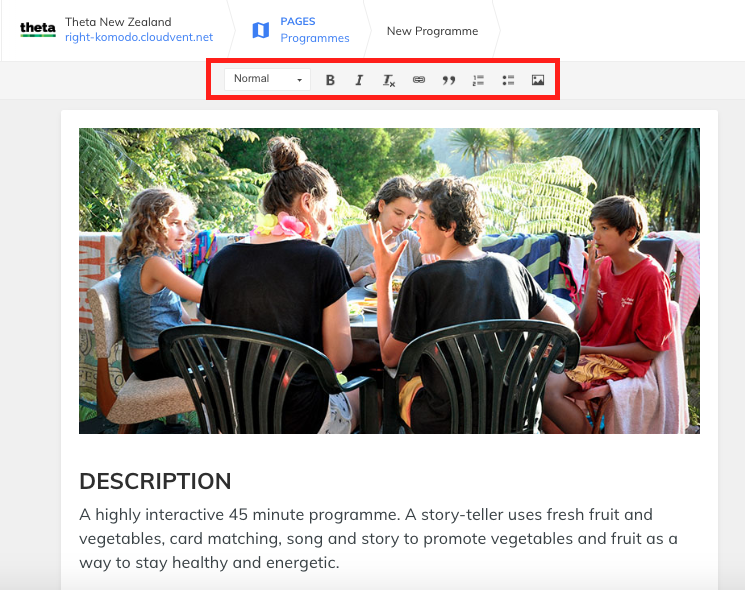 theta
Theta New Zealand
right-komodo.cloudvent.net
PAGES
Programmes
New Programme
Normal
DESCRIPTION
A highly interactive 45 minute programme. A story-teller uses fresh fruit and
vegetables, card matching, song and story to promote vegetables and fruit as a
way to stay healthy and energetic.